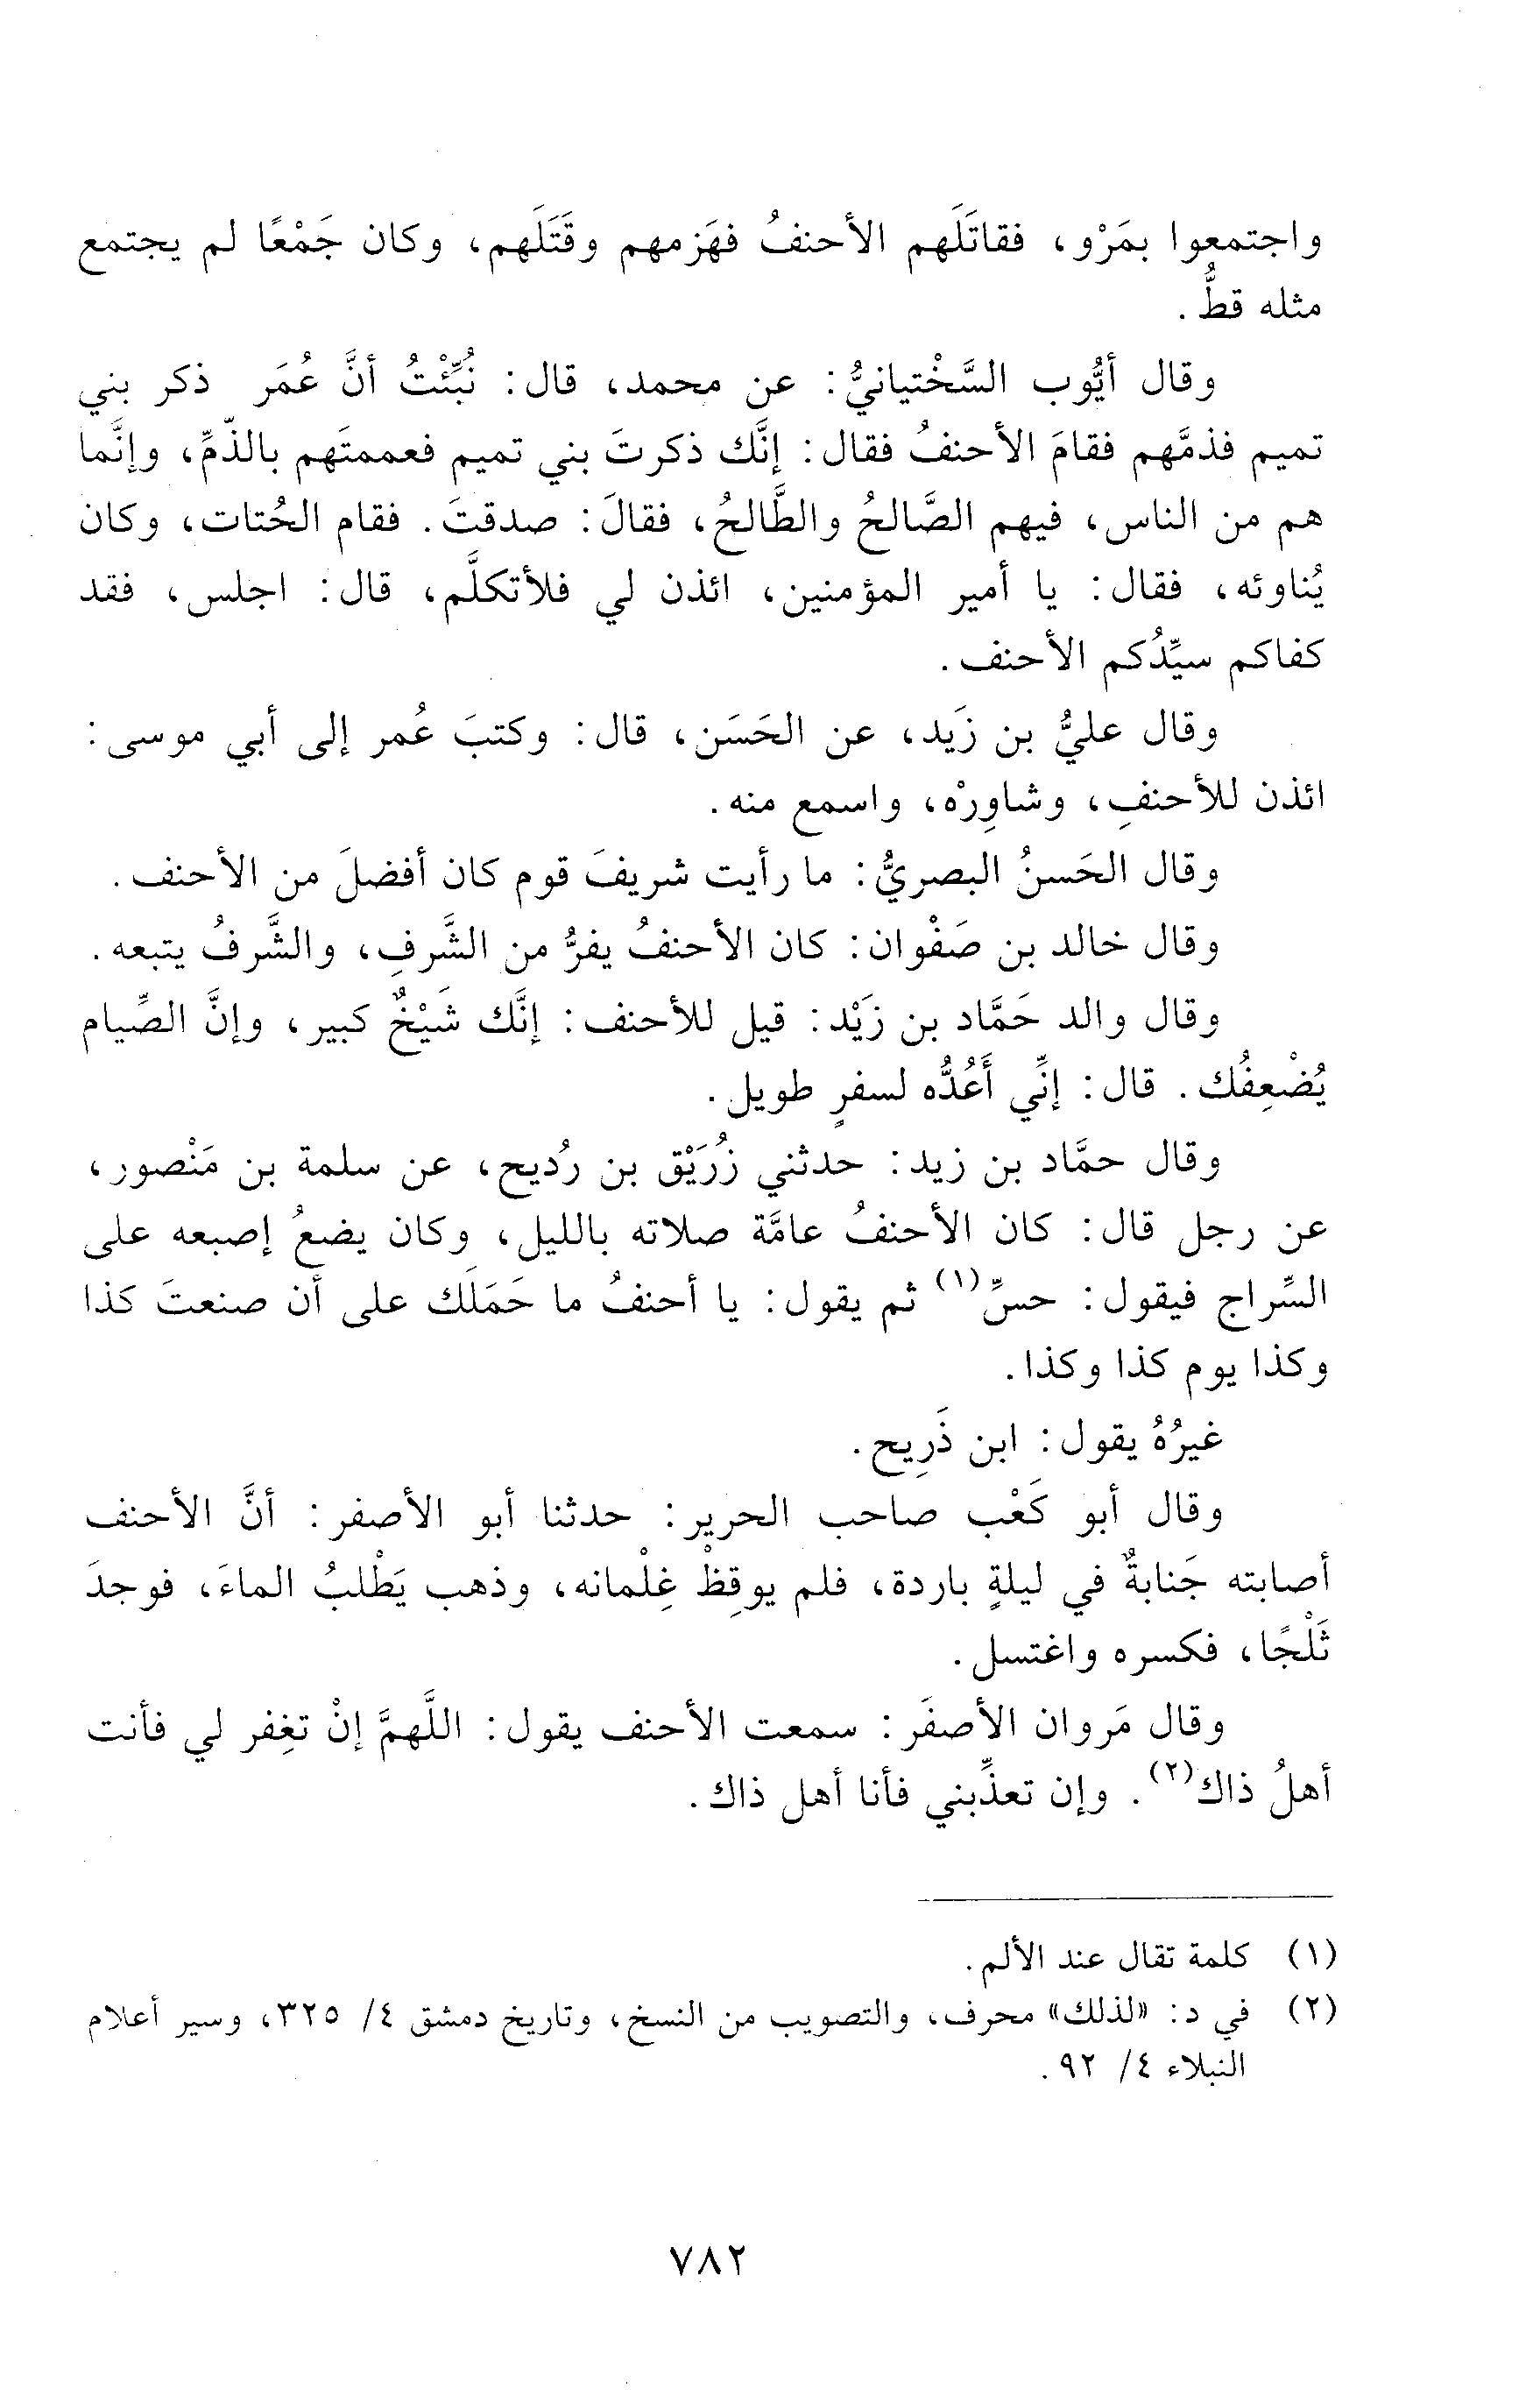 واجتمعوا بمَرْو، فقاتَلَهم الأحنفُ فهَزمهم وقَتَلَهم، وكان جَمْعًا لم يجتمع
مثله قطُّ.
وقال أيُّوب السَّخْتيانيُّ: عن محمد، قال: نُبِّئْتُ أنَّ عُمَر ذكر بني
تميم فذمَّهم فقامَ الأحنفُ فقال: إنَّك ذكرتَ بني تميم فعممتَهم بالذّمِّ، وإنَّما
هم من الناس، فيهم الصَّالحُ والطَّالحُ، فقالَ: صدقتَ. فقام الحُتات، وكان
يُناوئه، فقال: يا أمير المؤمنين، ائذن لي فلأتكلَّم، قال: اجلس، فقد
كفاكم سيِّدُكم الأحنف.
وقال عليُّ بن زَيد، عن الحَسَن، قال: وكتبَ عُمر إلى أبي موسى:
ائذن للأحنفِ، وشاوِرْه، واسمع منه.
وقال الحَسنُ البصريُّ: ما رأيت شريفَ قوم كان أفضلَ من الأحنف.
وقال خالد بن صَفْوان: كان الأحنفُ يفرُّ من الشَّرفِ، والشَّرفُ يتبعه.
وقال والد حَمَّاد بن زَيْد: قيل للأحنف: إنَّك شَيْخٌ كبير، وإنَّ الصِّيام
يُضْعِفُك. قال: إنِّي أَعُدُّه لسفرٍ طويل.
وقال حمَّاد بن زيد: حدثني زُرَيْق بن رُديح، عن سلمة بن مَنْصور،
عن رجل قال: كان الأحنفُ عامَّة صلاته بالليل، وكان يضعُ إصبعه على
السِّراج فيقول: حسِّ(١) ثم يقول: يا أحنفُ ما حَمَلَك على أن صنعتَ كذا
وكذا يوم كذا وكذا.
غيرُهُ يقول: ابن ذَرِيح.
وقال أبو كَعْب صاحب الحرير: حدثنا أبو الأصفر: أنَّ الأحنف
أصابته جَنابةٌ في ليلةٍ باردة، فلم يوقِظْ غِلْمانه، وذهب يَطْلبُ الماءَ، فوجدَ
ثَلْجًا، فكسره واغتسل.
وقال مَروان الأصفَر: سمعت الأحنف يقول: اللَّهمَّ إنْ تغِفر لي فأنت
أهلُ ذاك(٢). وإن تعذِّبني فأنا أهل ذاك.
(١) كلمة تقال عند الألم.
(٢) في د: «لذلك» محرف، والتصويب من النسخ، وتاريخ دمشق ٤/ ٣٢٥، وسير أعلام
النبلاء ٤/ ٩٢.
٧٨٢